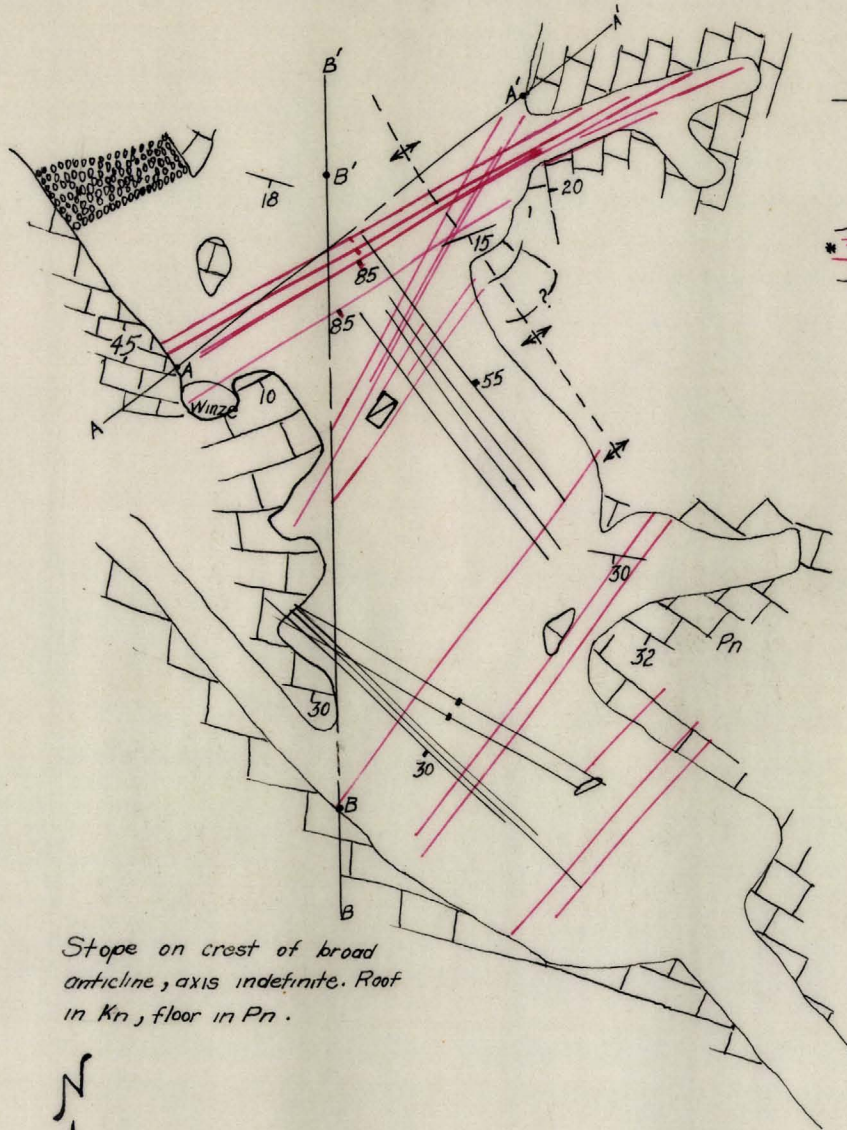 A'
B'
A'
B'
18
20
15
85
85
?
45
A
55
Winze
10
A
30
Pn
32
30
30
B
B
Stope on crest of broad
anticline, axis indefinite. Roof
in Kn, floor in Pn.
N
*